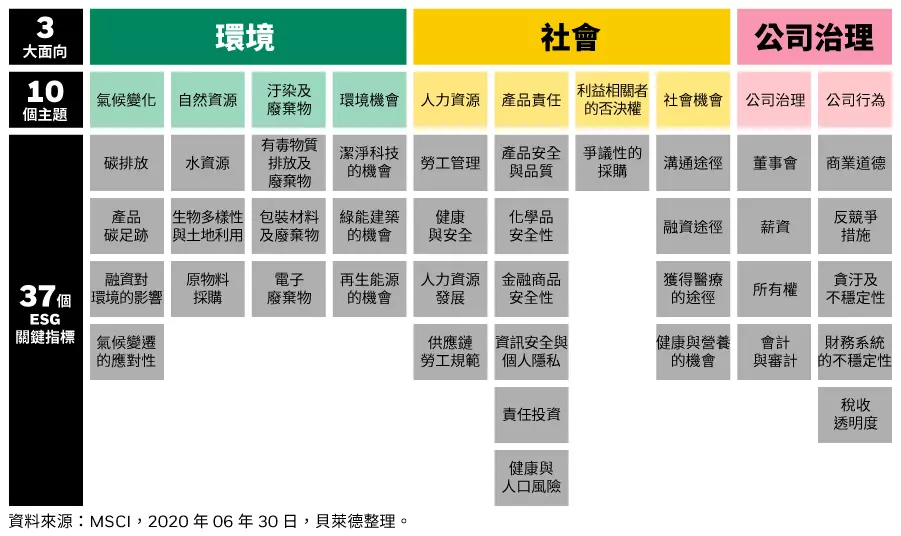 3
大面向
環境
社會
公司治理
10
個主題
氣候變化
自然資源
汙染及
廢棄物
環境機會
人力資源
產品責任
利益相關者
的否決權
社會機會
公司治理
公司行為
37個
ESG
關鍵指標
碳排放
水資源
有毒物質
排放及
廢棄物
潔淨科技
的機會
勞工管理
產品安全
與品質
爭議性的
採購
溝通途徑
董事會
商業道德
產品
碳足跡
生物多樣性
與土地利用
包裝材料
及廢棄物
綠能建築
的機會
健康
與安全
化學品
安全性
融資途徑
薪資
反競爭
措施
融資對
環境的影響
原物料
採購
電子
廢棄物
再生能源
的機會
人力資源
發展
金融商品
安全性
獲得醫療
的途徑
所有權
貪汙及
不穩定性
氣候變遷
的應對性
供應鏈
勞工規範
資訊安全與
個人隱私
健康與營養
的機會
會計
與審計
財務系統
的不穩定性
責任投資
稅收
透明度
健康與
人口風險
資料來源：MSCI，2020 年 06 年 30 日，貝萊德整理。